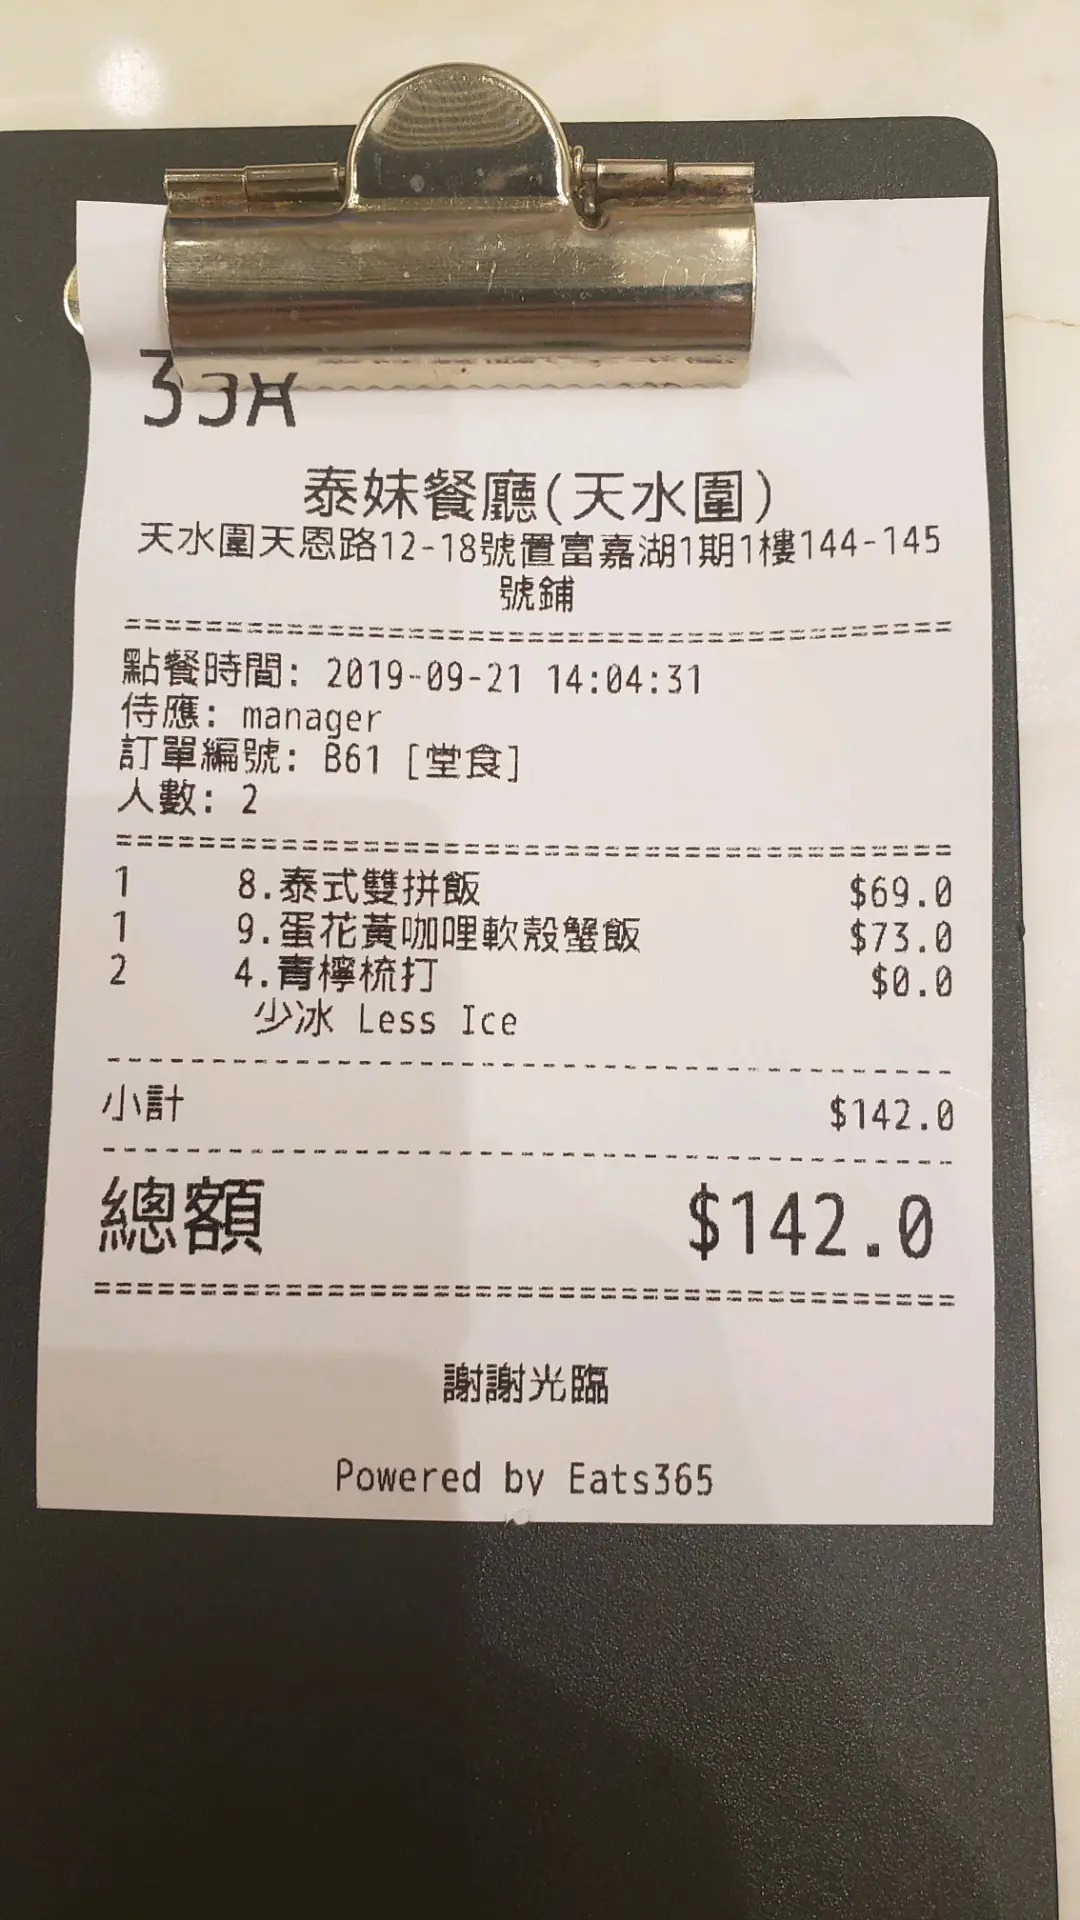 泰妹餐廳(天水圍)
天水圍天恩路12-18號置富嘉湖1期1樓144-145
號鋪
點餐時間: 2019-09-21 14:04:31
侍應: manager
訂單編號: B61 [堂食]
人數: 2
1 8.泰式雙拼飯 $69.0
1 9.蛋花黃咖哩軟殼蟹飯 $73.0
2 4.青檸梳打 $0.0
少冰 Less Ice
小計 $142.0
總額 $142.0
謝謝光臨
Powered by Eats365